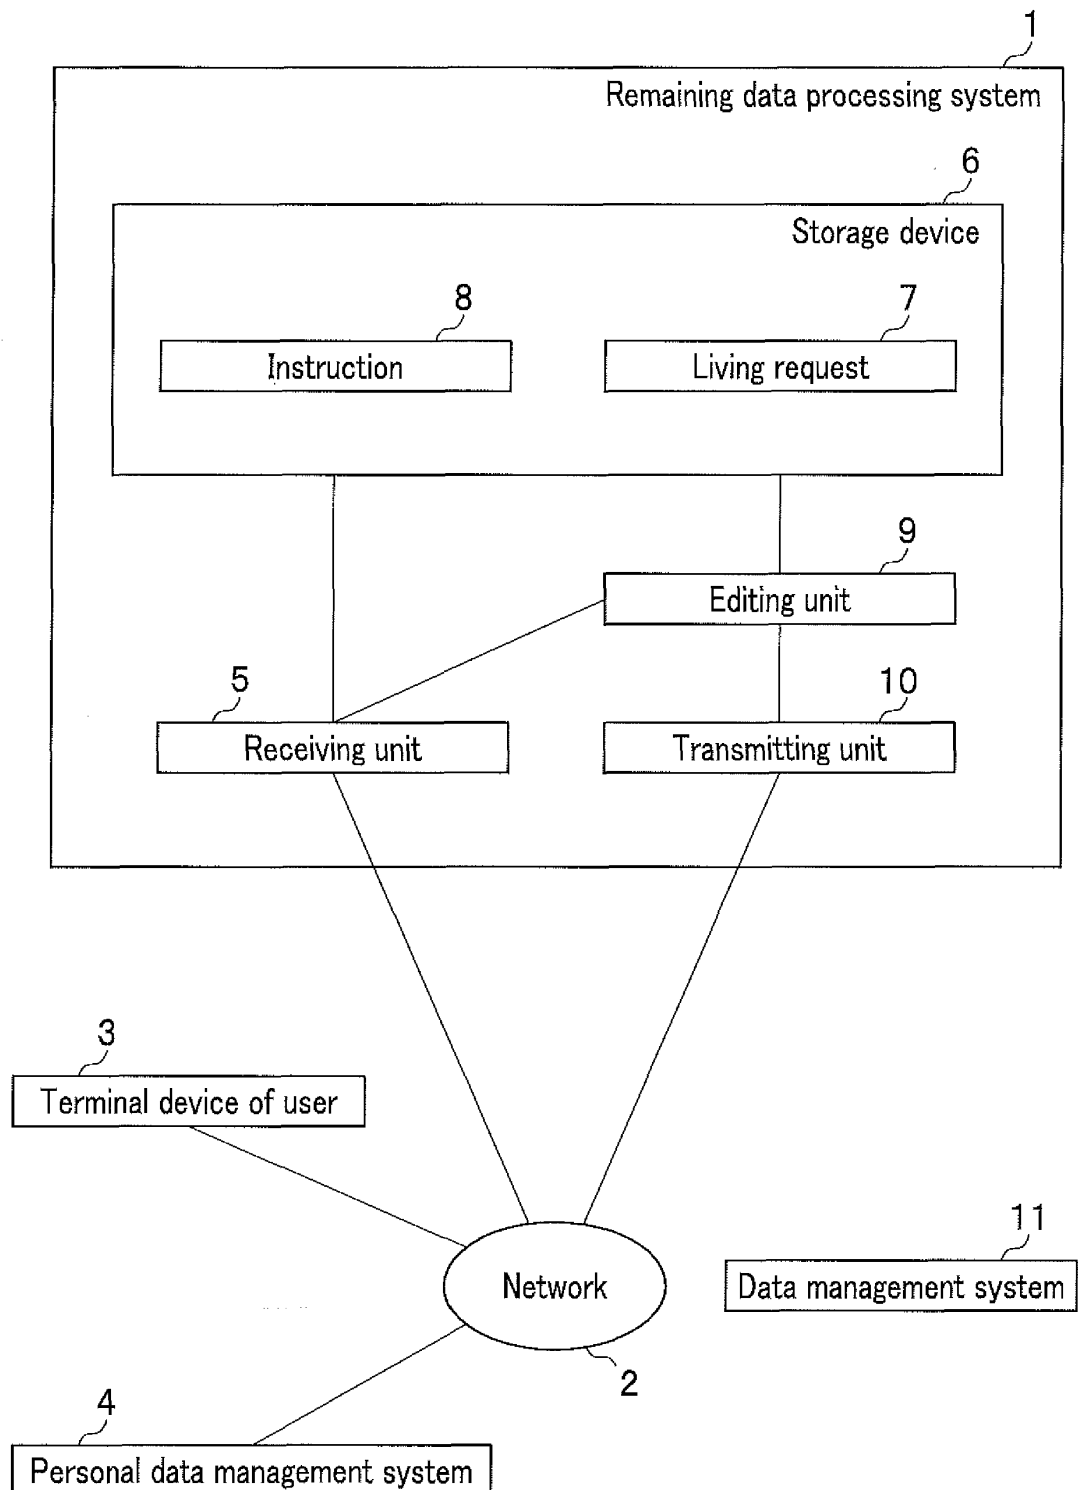 1
Remaining data processing system
6
Storage device
8
7
Instruction
Living request
9
Editing unit
5
10
Receiving unit
Transmitting unit
3
Terminal device of user
11
Network
Data management system
2
4
Personal data management system